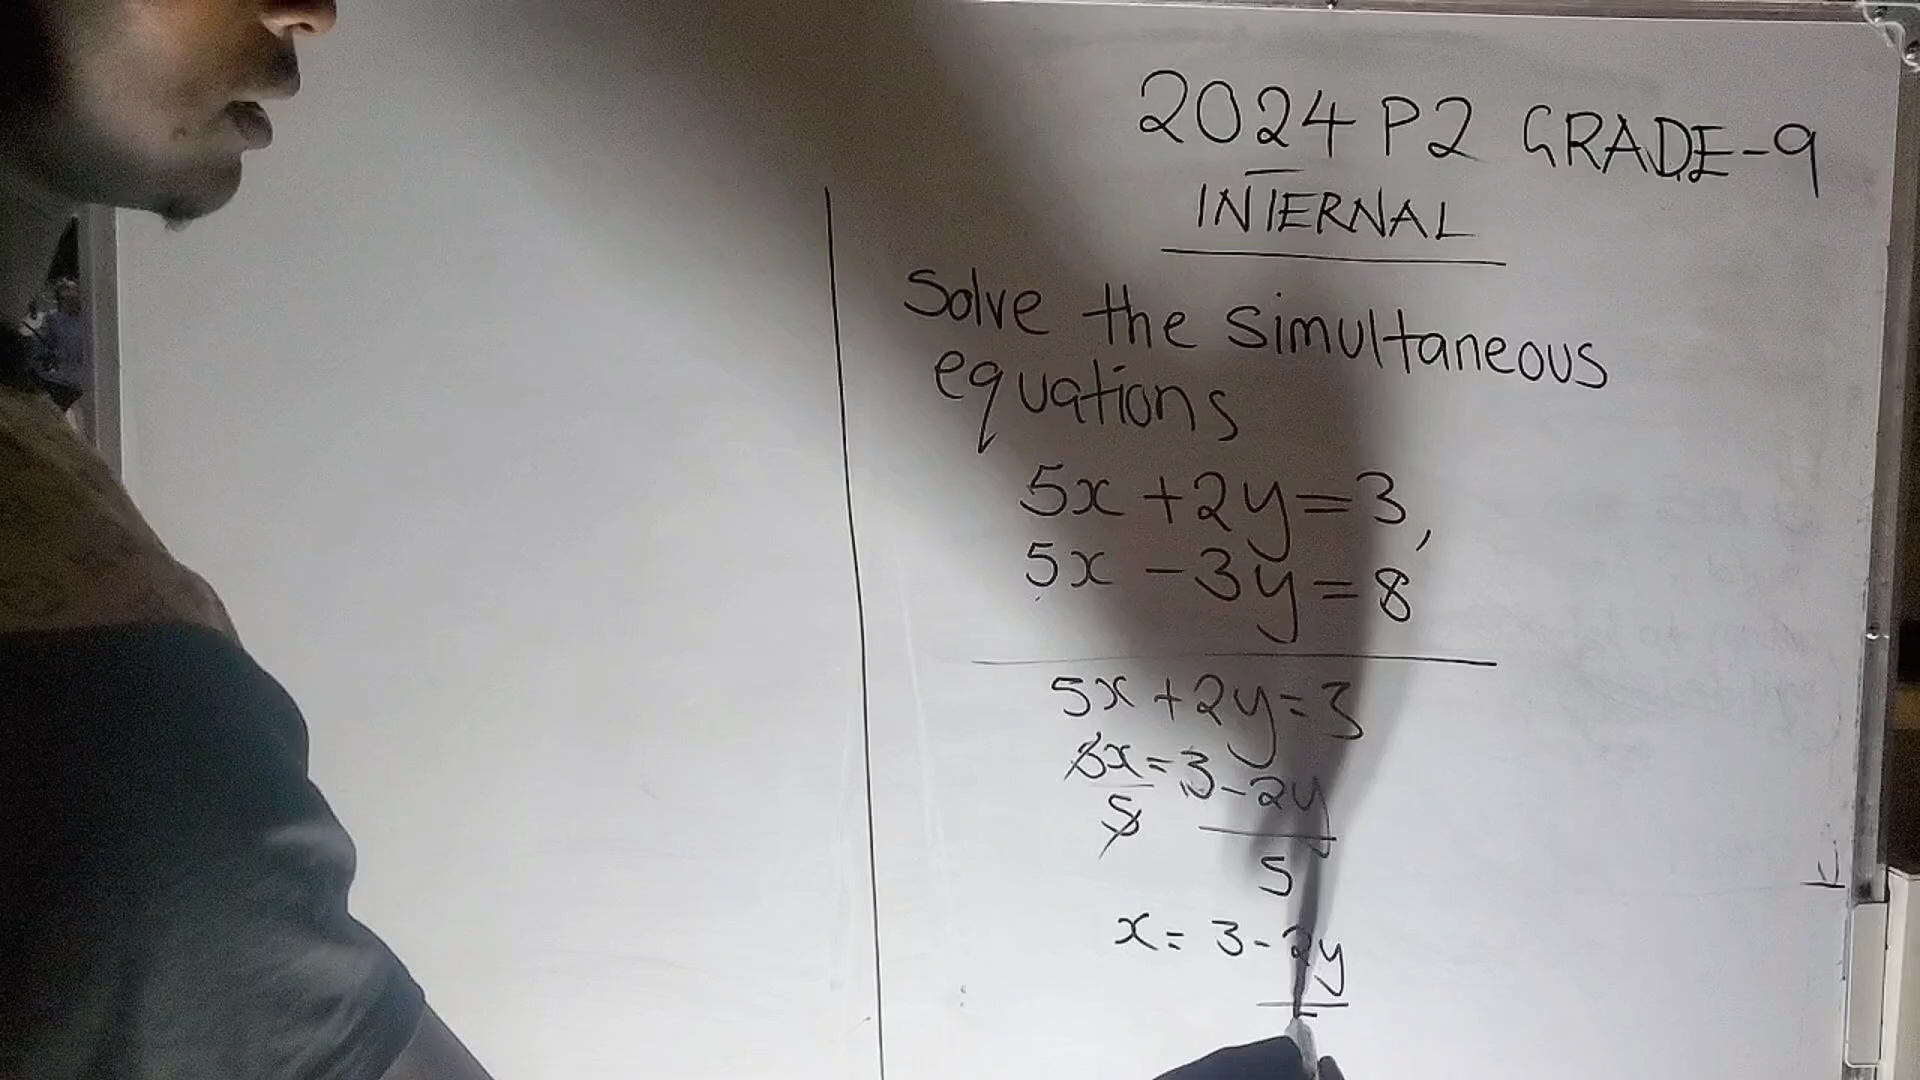 2024 P2 GRADE-9
INTERNAL
Solve the simultaneous
equations
5x + 2y = 3,
5x - 3y = 8
5x + 2y = 3
5x = 3 - 2y
5 5
x = 3 - 2y